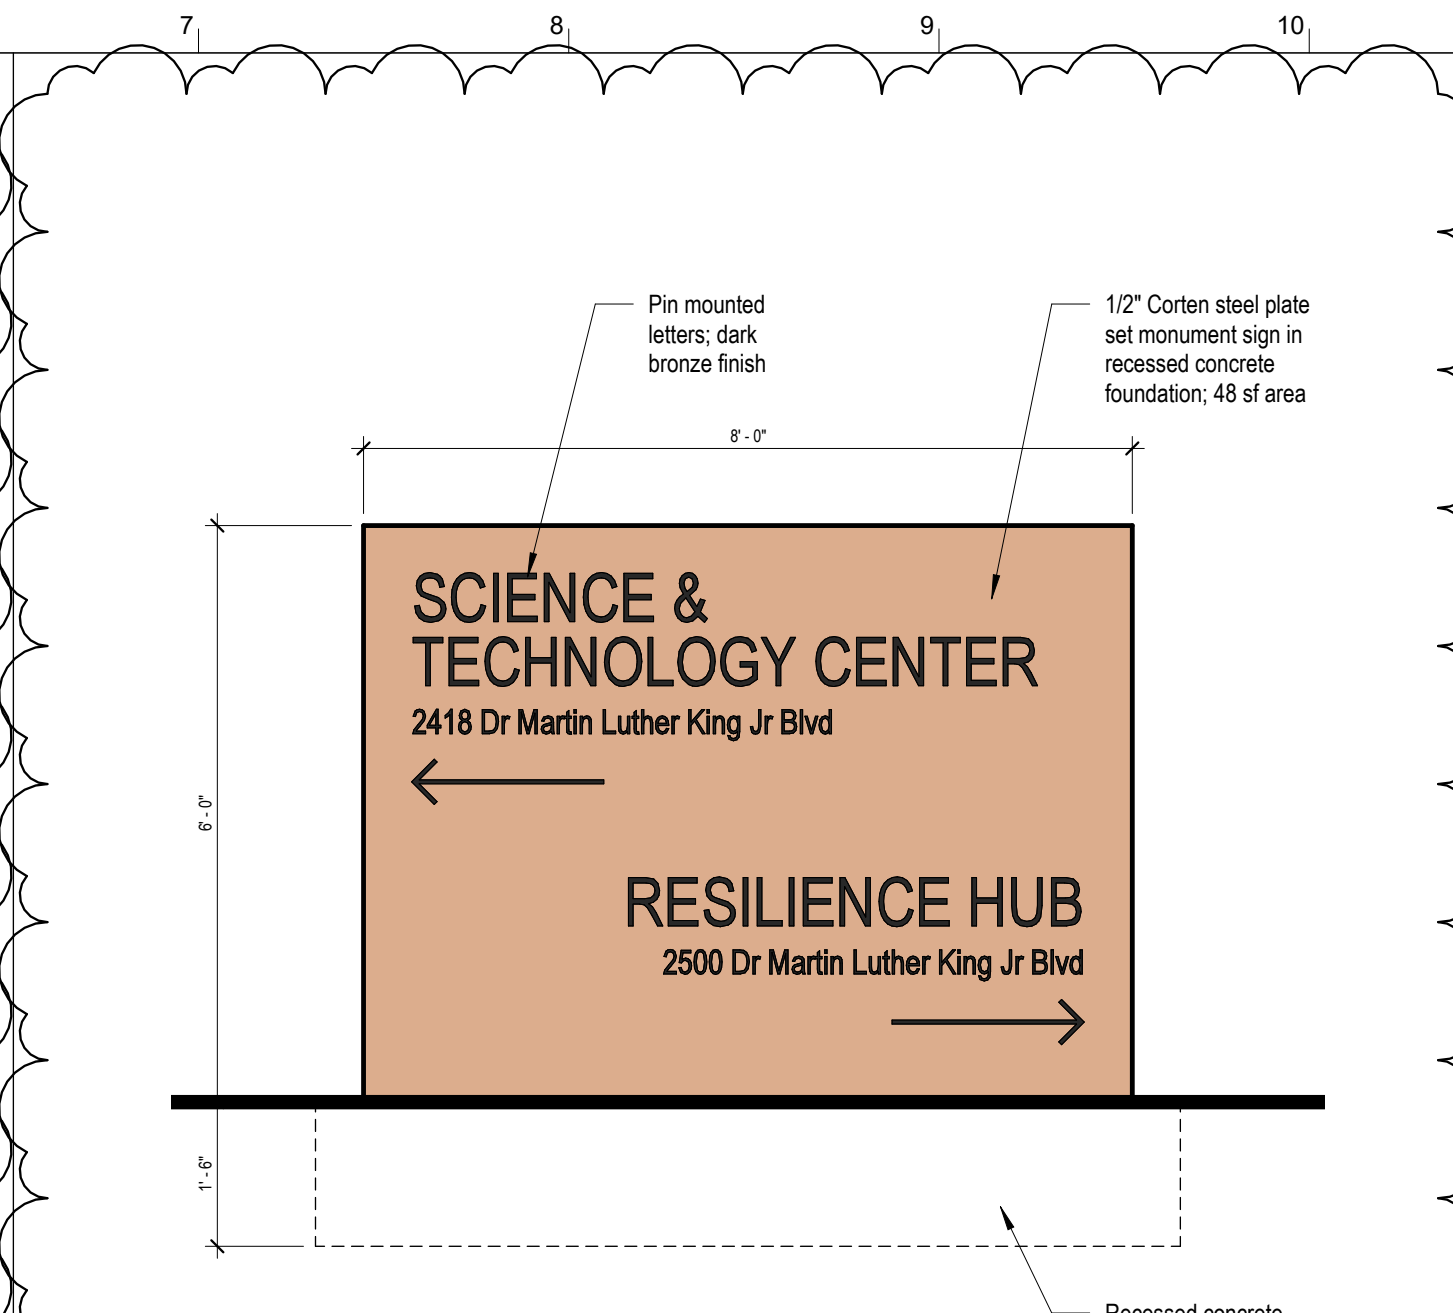 7 8 9 10
Pin mounted
letters; dark
bronze finish
1/2" Corten steel plate
set monument sign in
recessed concrete
foundation; 48 sf area
8' - 0"
SCIENCE &
TECHNOLOGY CENTER
2418 Dr Martin Luther King Jr Blvd
6' - 0"
RESILIENCE HUB
2500 Dr Martin Luther King Jr Blvd
1' - 6"
Recessed concrete